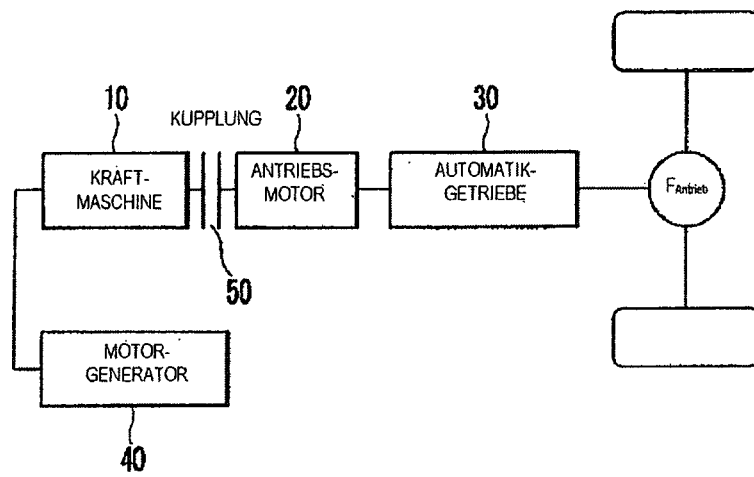 10
KUPPLUNG
20
30
KRAFT-
MASCHINE
ANTRIEBS-
MOTOR
AUTOMATIK-
GETRIEBE
FAntrieb
50
MOTOR-
GENERATOR
40